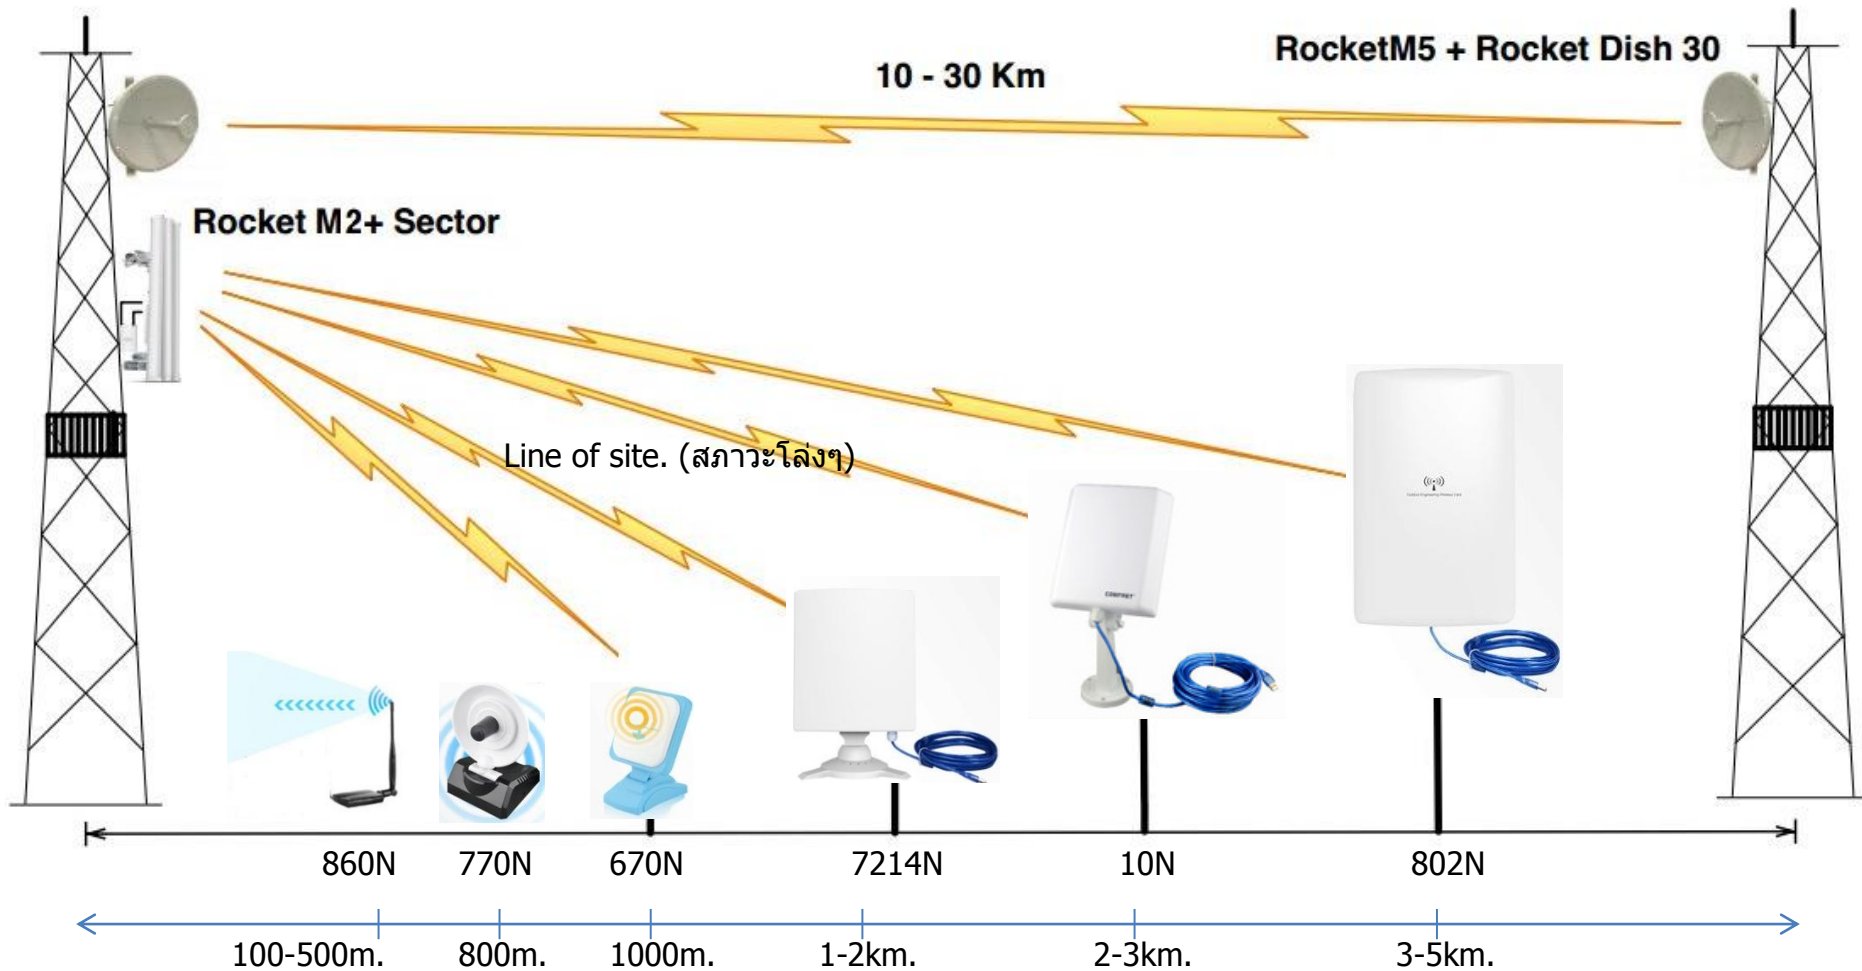 RocketM5 + Rocket Dish 30
10 - 30 Km
Rocket M2+ Sector
Line of site. (สภาวะโล่งๆ)
COMFAST
860N 770N 670N 7214N 10N 802N
100-500m. 800m. 1000m. 1-2km. 2-3km. 3-5km.